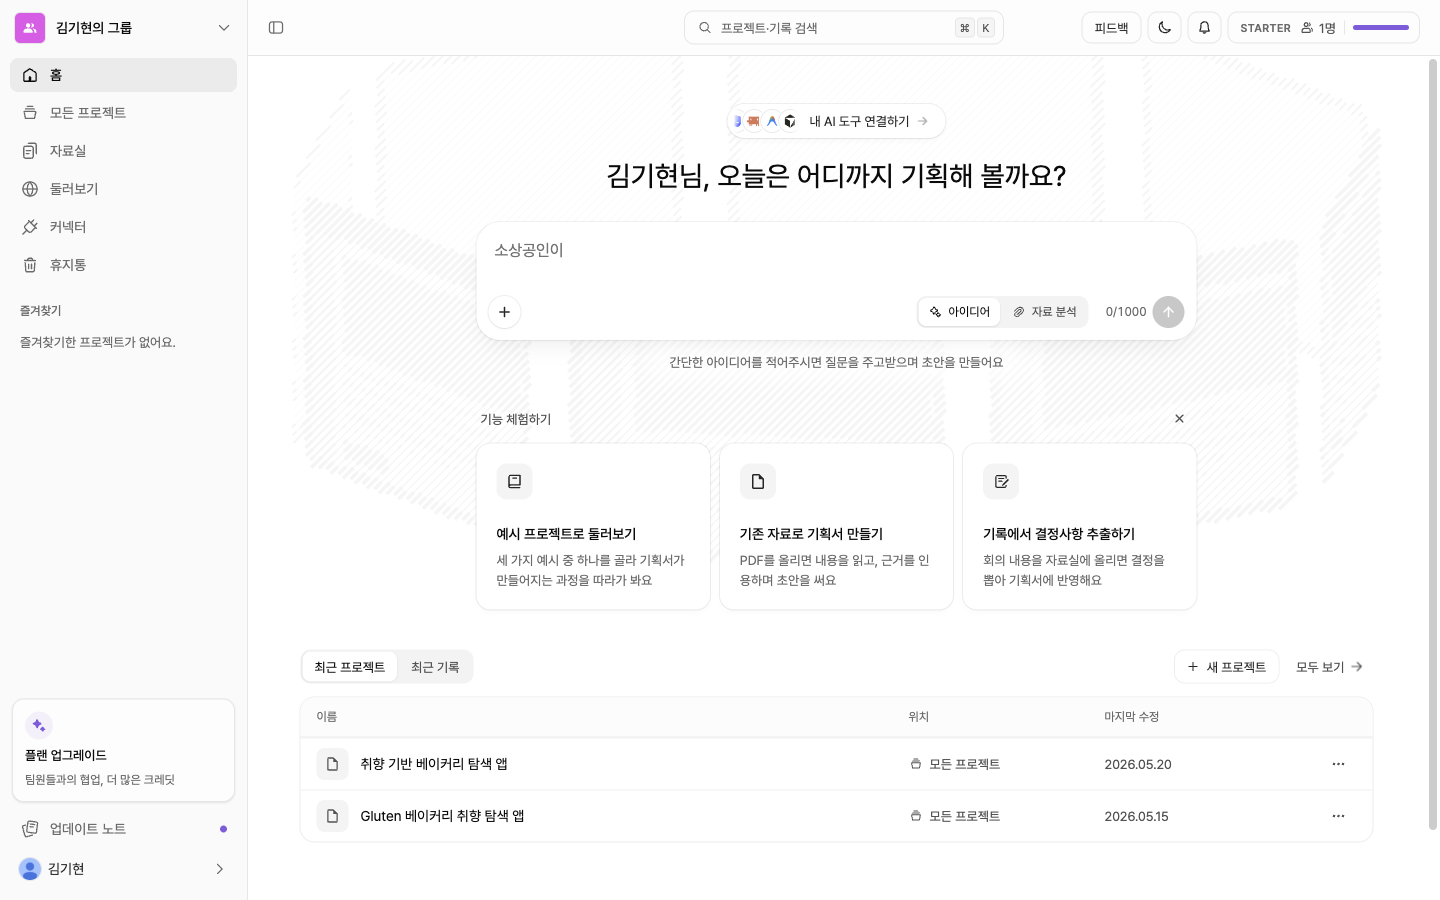 김기현의 그룹
홈
모든 프로젝트
자료실
둘러보기
커넥터
휴지통
즐겨찾기
즐겨찾기한 프로젝트가 없어요.
플랜 업그레이드
팀원들과의 협업, 더 많은 크레딧
업데이트 노트
김기현
프로젝트·기록 검색 ⌘ K
피드백
STARTER 1명
내 AI 도구 연결하기
김기현님, 오늘은 어디까지 기획해 볼까요?
소상공인이
아이디어 자료 분석 0/1000
간단한 아이디어를 적어주시면 질문을 주고받으며 초안을 만들어요
기능 체험하기
예시 프로젝트로 둘러보기
세 가지 예시 중 하나를 골라 기획서가
만들어지는 과정을 따라가 봐요
기존 자료로 기획서 만들기
PDF를 올리면 내용을 읽고, 근거를 인
용하며 초안을 써요
기록에서 결정사항 추출하기
회의 내용을 자료실에 올리면 결정을
뽑아 기획서에 반영해요
최근 프로젝트 최근 기록
새 프로젝트 모두 보기
이름 위치 마지막 수정
취향 기반 베이커리 탐색 앱 모든 프로젝트 2026.05.20
Gluten 베이커리 취향 탐색 앱 모든 프로젝트 2026.05.15